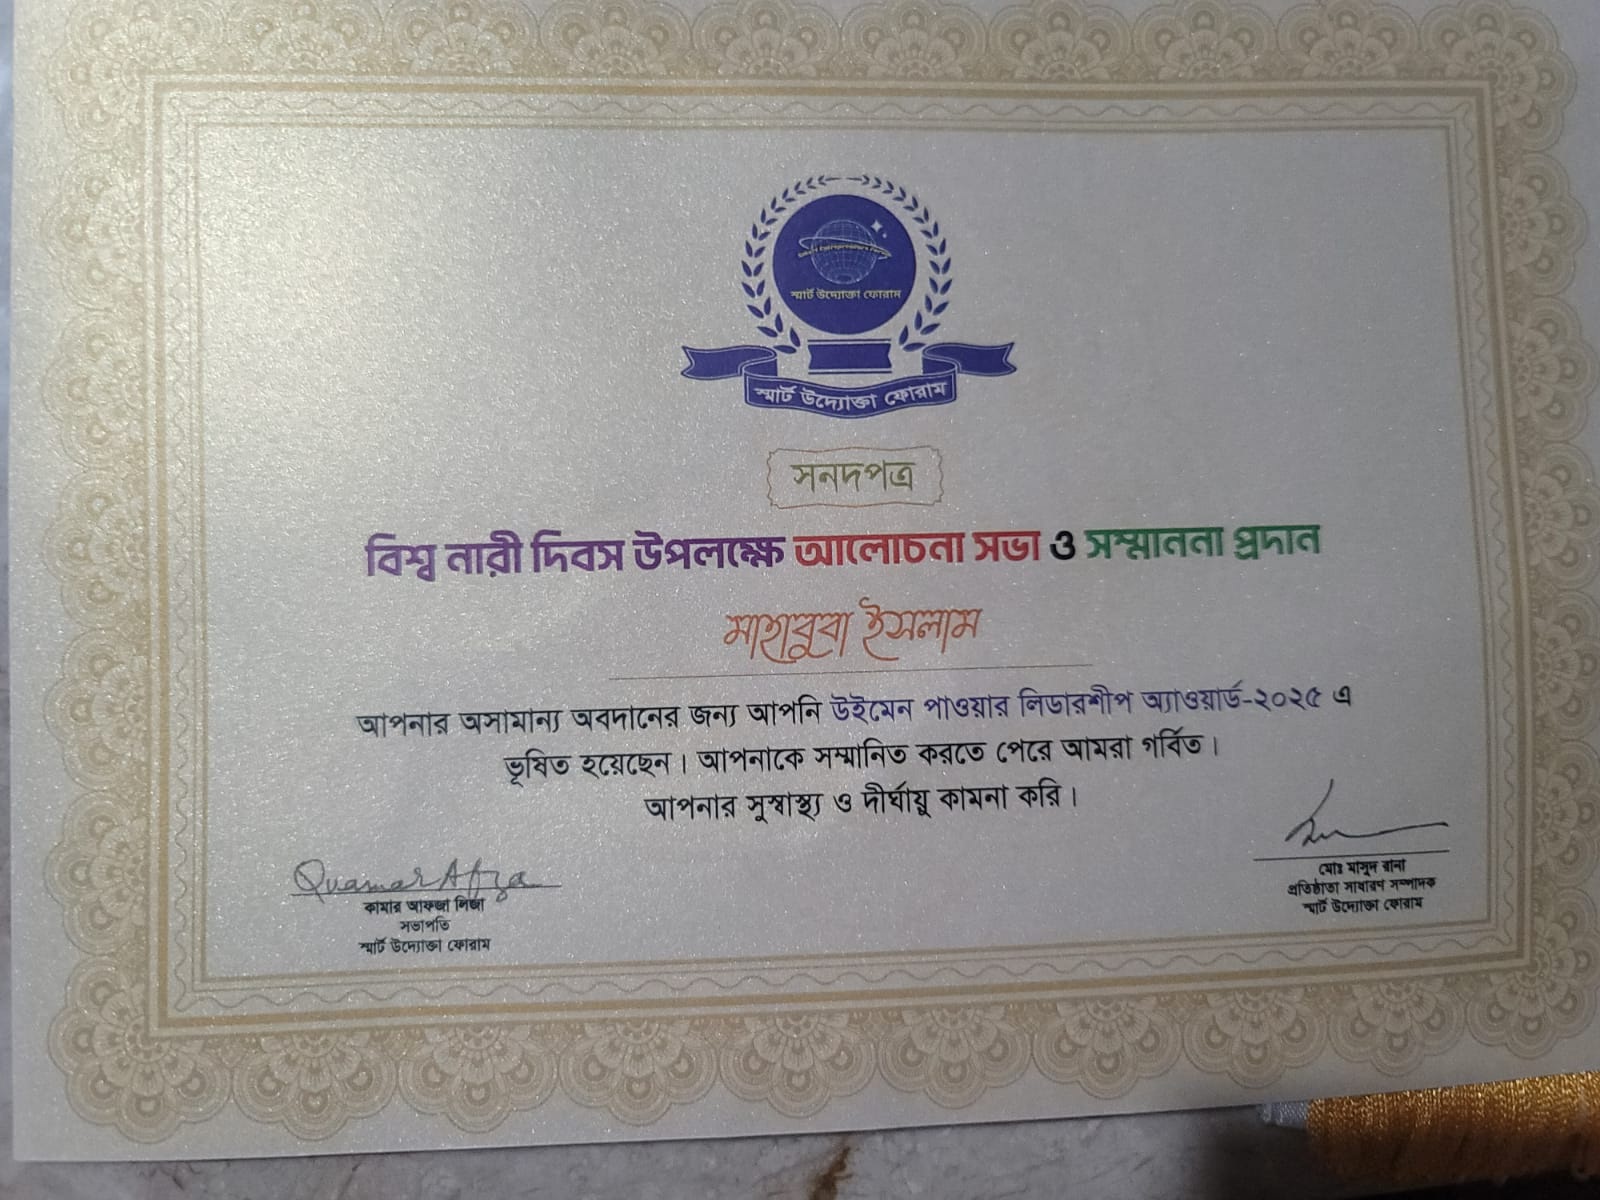 স্মার্ট উদ্যোক্তা ফোরাম
স্মার্ট উদ্যোক্তা ফোরাম
সনদপত্র
বিশ্ব নারী দিবস উপলক্ষে আলোচনা সভা ও সম্মাননা প্রদান
মাহাবুবা ইসলাম
আপনার অসামান্য অবদানের জন্য আপনি উইমেন পাওয়ার লিডারশীপ অ্যাওয়ার্ড-২০২৫ এ
ভূষিত হয়েছেন। আপনাকে সম্মানিত করতে পেরে আমরা গর্বিত।
আপনার সুস্বাস্থ্য ও দীর্ঘায়ু কামনা করি।
Quamar Afza
কামার আফজা লিজা
সভাপতি
স্মার্ট উদ্যোক্তা ফোরাম
মোঃ মাসুদ রানা
প্রতিষ্ঠাতা সাধারণ সম্পাদক
স্মার্ট উদ্যোক্তা ফোরাম